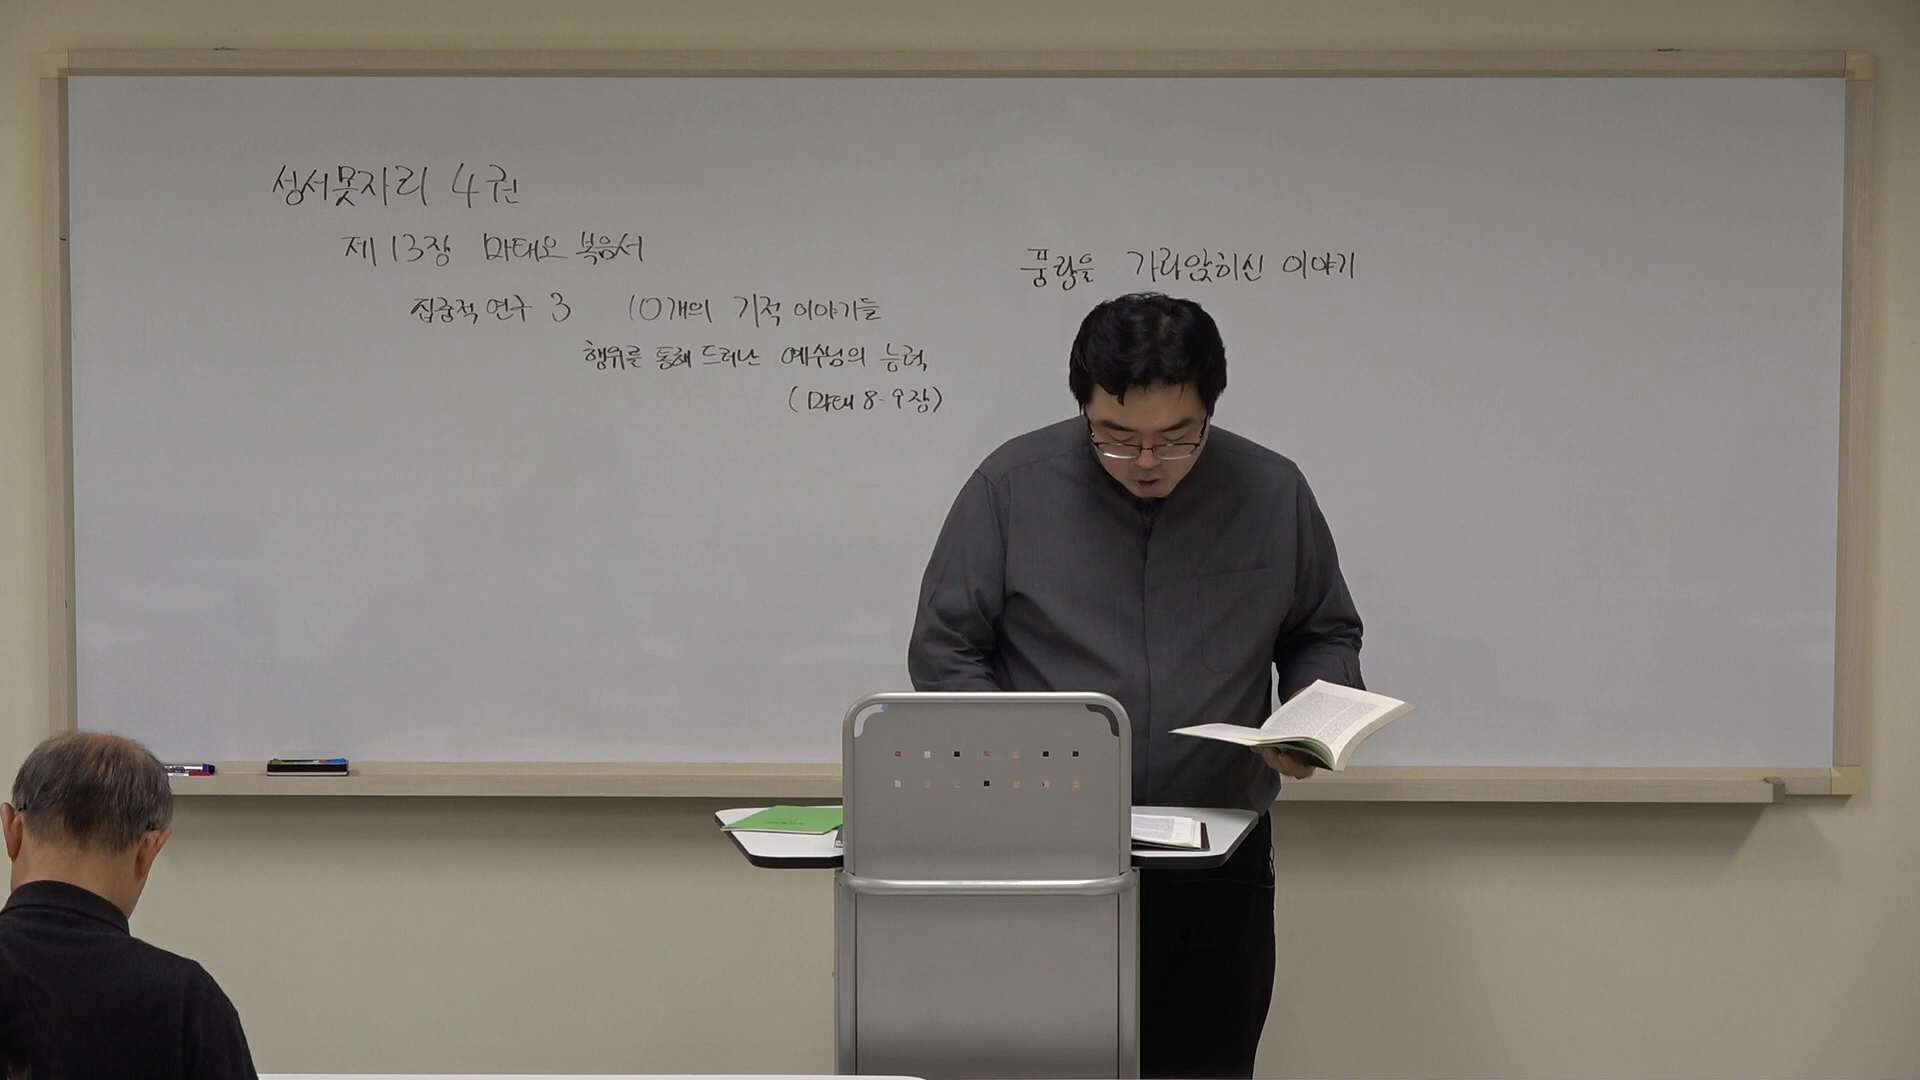 성서못자리 4권
제13장 마태오 복음서
집중적 연구 3 10개의 기적 이야기들
행위를 통해 드러난 예수님의 능력
(마태 8-9장)
풍랑을 가라앉히신 이야기